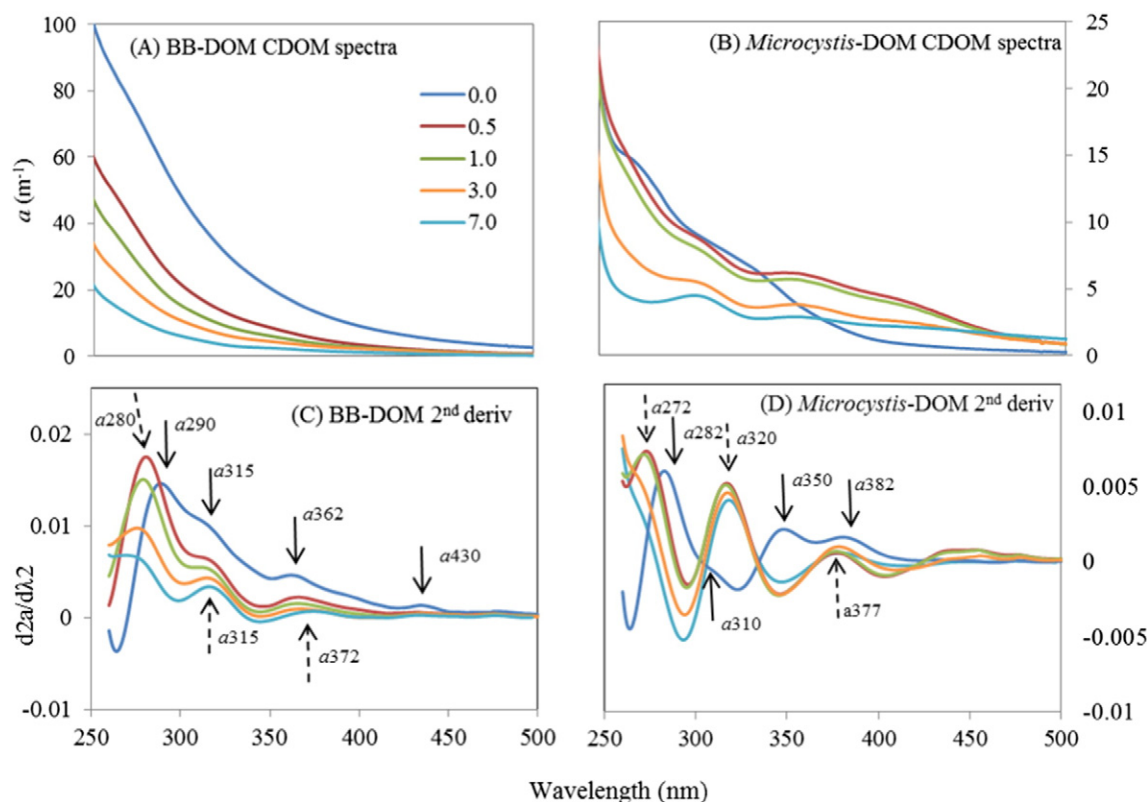 (A) BB-DOM CDOM spectra
100
80
60
40
20
0
a (m-1)
0.0
0.5
1.0
3.0
7.0
(B) Microcystis-DOM CDOM spectra
25
20
15
10
5
0
(C) BB-DOM 2nd deriv
a280
a290
a315
a362
a430
a315
a372
0.02
0.01
0
-0.01
d2a/dλ2
250
300
350
400
450
500
(D) Microcystis-DOM 2nd deriv
a272
a282
a320
a350
a382
a310
a377
0.01
0.005
0
-0.005
-0.01
250
300
350
400
450
500
Wavelength (nm)